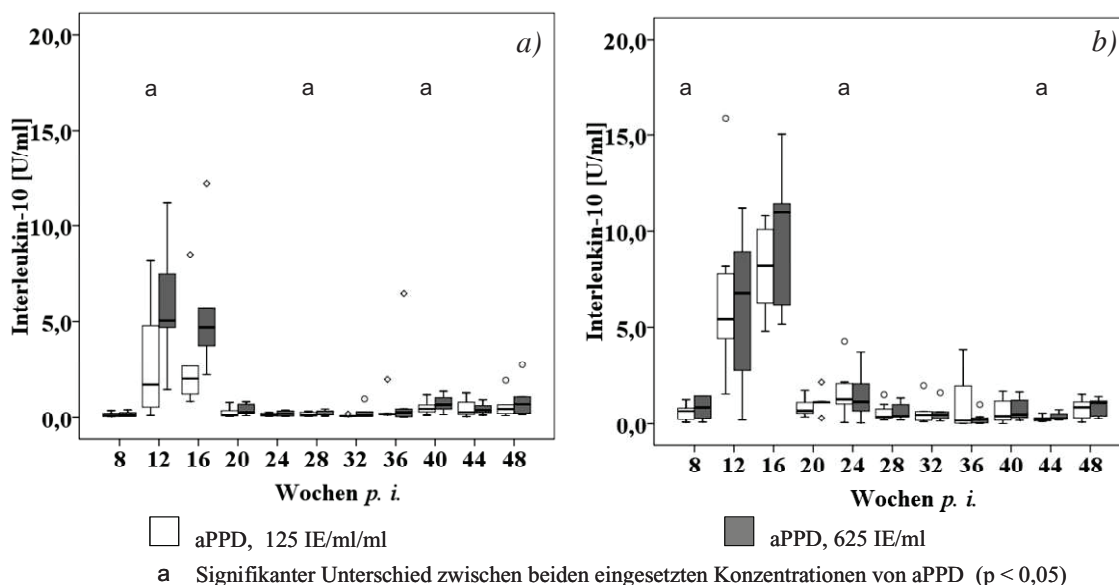 a)
20,0
15,0
10,0
5,0
0,0
Interleukin-10 [U/ml]
a a a
8 12 16 20 24 28 32 36 40 44 48
Wochen p. i.
b)
20,0
15,0
10,0
5,0
0,0
Interleukin-10 [U/ml]
a a a
8 12 16 20 24 28 32 36 40 44 48
Wochen p. i.
aPPD, 125 IE/ml/ml
aPPD, 625 IE/ml
a Signifikanter Unterschied zwischen beiden eingesetzten Konzentrationen von aPPD (p < 0,05)